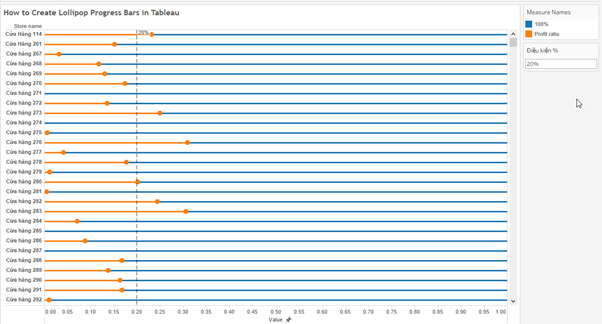 How to Create Lollipop Progress Bars in Tableau
Store name
Cửa Hàng 114
20%
Cửa hàng 261
Cửa hàng 267
Cửa hàng 268
Cửa hàng 269
Cửa hàng 270
Cửa hàng 271
Cửa hàng 272
Cửa hàng 273
Cửa hàng 274
Cửa hàng 275
Cửa hàng 276
Cửa hàng 277
Cửa hàng 278
Cửa hàng 279
Cửa hàng 280
Cửa hàng 281
Cửa hàng 282
Cửa hàng 283
Cửa hàng 284
Cửa hàng 285
Cửa hàng 286
Cửa hàng 287
Cửa hàng 288
Cửa hàng 289
Cửa hàng 290
Cửa hàng 291
Cửa hàng 292
0.00 0.05 0.10 0.15 0.20 0.25 0.30 0.35 0.40 0.45 0.50 0.55 0.60 0.65 0.70 0.75 0.80 0.85 0.90 0.95 1.00
Value
Measure Names
100%
Profit ratio
Điều kiện %
20%